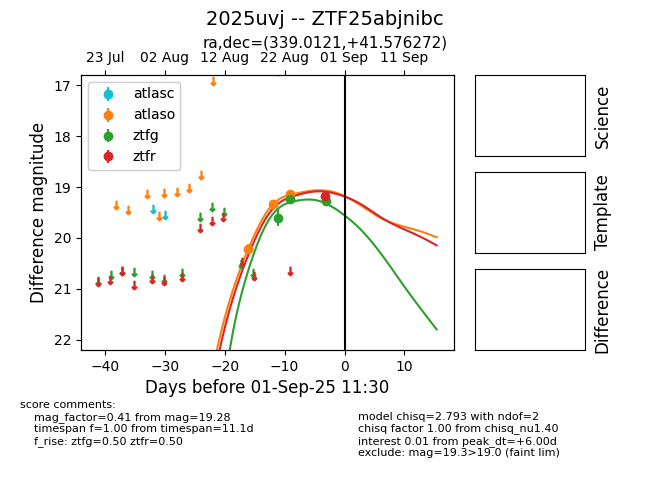 2025uvj -- ZTF25abjnibc
ra,dec=(339.0121,+41.576272)
23 Jul 02 Aug 12 Aug 22 Aug 01 Sep 11 Sep
atlasc
atlaso
ztfg
ztfr
17
18
19
20
21
22
Difference magnitude
−40 −30 −20 −10 0 10
Days before 01-Sep-25 11:30
Science
Template
Difference
score comments:
mag_factor=0.41 from mag=19.28
timespan f=1.00 from timespan=11.1d
f_rise: ztfg=0.50 ztfr=0.50
model chisq=2.793 with ndof=2
chisq factor 1.00 from chisq_nu1.40
interest 0.01 from peak_dt=+6.00d
exclude: mag=19.3>19.0 (faint lim)